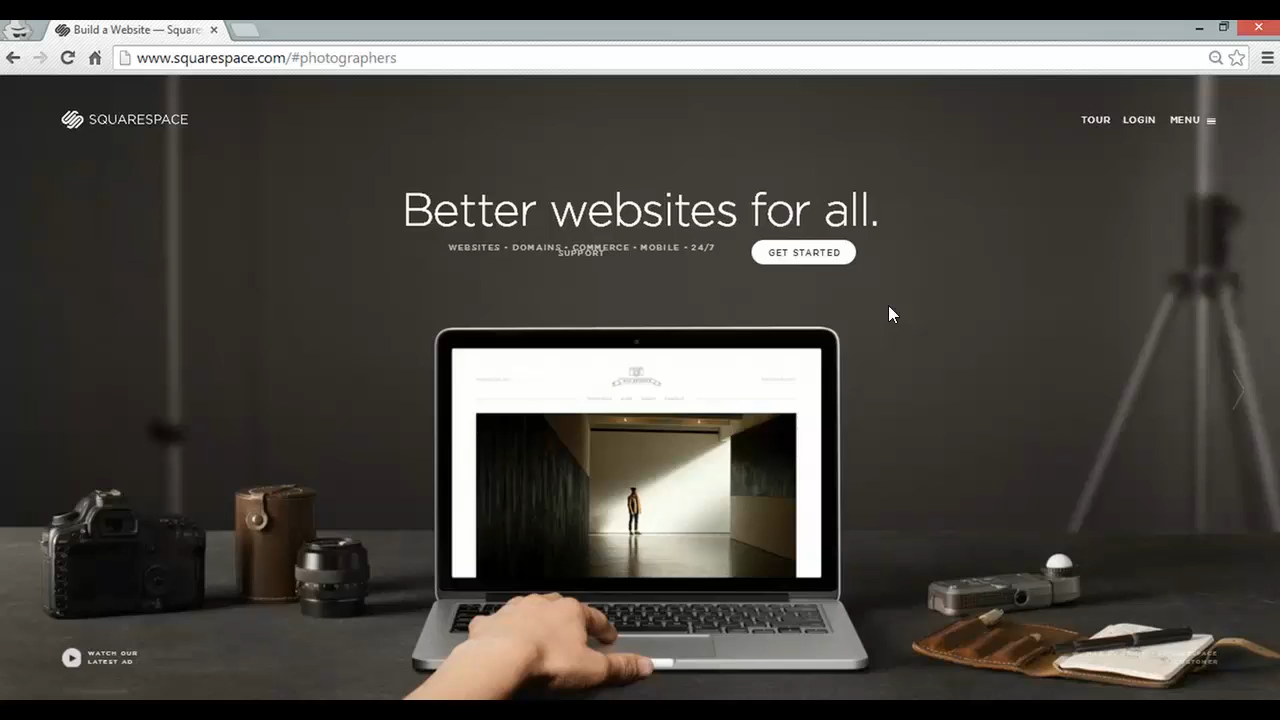 Build a Website — Square
www.squarespace.com/#photographers
SQUARESPACE
TOUR LOGIN MENU
Better websites for all.
WEBSITES • DOMAINS • COMMERCE • MOBILE • 24/7
SUPPORT
GET STARTED
WATCH OUR
LATEST AD